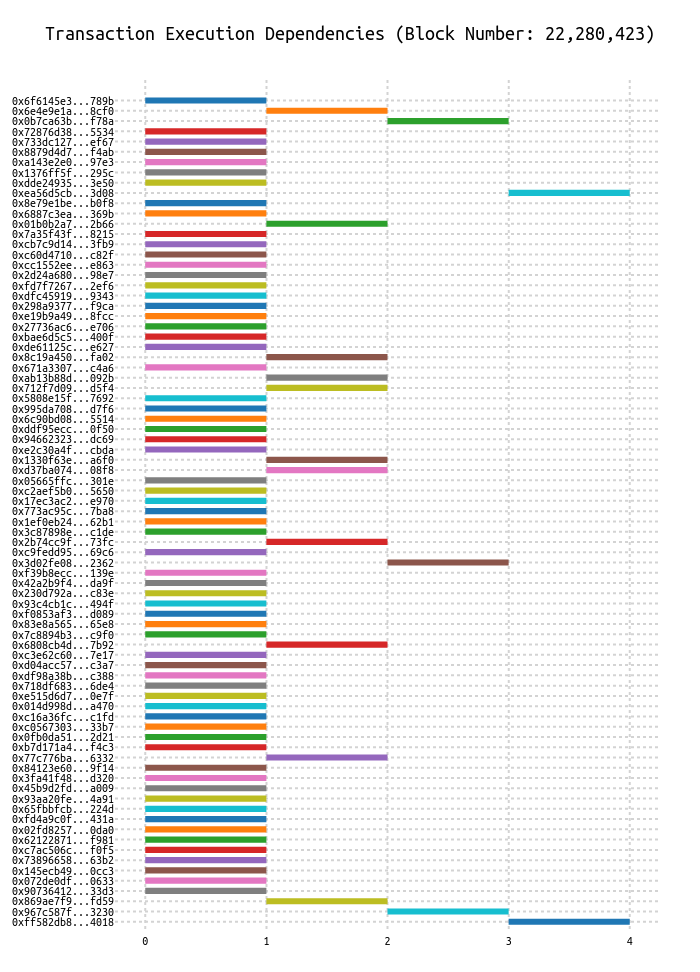 Transaction Execution Dependencies (Block Number: 22,280,423)
0x6f6145e3...789b
0x6e4e9e1a...8cf0
0x0b7ca63b...f78a
0x72876d38...5534
0x733dc127...ef67
0x8879d4d7...f4ab
0xa143e2e0...97e3
0x1376ff5f...295c
0xdde24935...3e50
0xea56d5cb...3d08
0x8e79e1be...b0f8
0x6887c3ea...369b
0x01b0b2a7...2b66
0x7a35f43f...8215
0xcb7c9d14...3fb9
0xc60d4710...c82f
0xcc1552ee...e863
0x2d24a680...98e7
0xfd7f7267...2ef6
0xdfc45919...9343
0x298a9377...f9ca
0xe19b9a49...8fcc
0x27736ac6...e706
0xbae6d5c5...400f
0xde61125c...e627
0x8c19a450...fa02
0x671a3307...c4a6
0xab13b88d...092b
0x712f7d09...d5f4
0x5808e15f...7692
0x995da708...d7f6
0x6c90bd08...5514
0xddf95ecc...0f50
0x94662323...dc69
0xe2c30a4f...cbda
0x1330f63e...a6f0
0xd37ba074...08f8
0x05665ffc...301e
0xc2aef5b0...5650
0x17ec3ac2...e970
0x773ac95c...7ba8
0x1ef0eb24...62b1
0x3c87898e...c1de
0x2b74cc9f...73fc
0xc9fedd95...69c6
0x3d02fe08...2362
0xf39b8ecc...139e
0x42a2b9f4...da9f
0x230d792a...c83e
0x93c4cb1c...494f
0xf0853af3...d089
0x83e8a565...65e8
0x7c8894b3...c9f0
0x6808cb4d...7b92
0xc3e62c60...7e17
0xd04acc57...c3a7
0xdf98a38b...c388
0x718df683...6de4
0xe515d6d7...0e7f
0x014d998d...a470
0xc16a36fc...c1fd
0xc0567303...33b7
0x0fb0da51...2d21
0xb7d171a4...f4c3
0x77c776ba...6332
0x84123e60...9f14
0x3fa41f48...d320
0x45b9d2fd...a009
0x93aa20fe...4a91
0x65fbbfcb...224d
0xfd4a9c0f...431a
0x02fd8257...0da0
0x62122871...f981
0xc7ac506c...f0f5
0x73896658...63b2
0x145ecb49...0cc3
0x072de0df...0633
0x90736412...33d3
0x869ae7f9...fd59
0x967c587f...3230
0xff582db8...4018
0 1 2 3 4